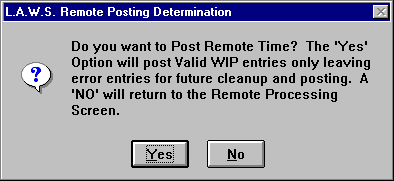 L.A.W.S. Remote Posting Determination
Do you want to Post Remote Time?  The 'Yes'
Option will post Valid WIP entries only leaving
error entries for future cleanup and posting.  A
'NO' will return to the Remote Processing
Screen.
Yes
No